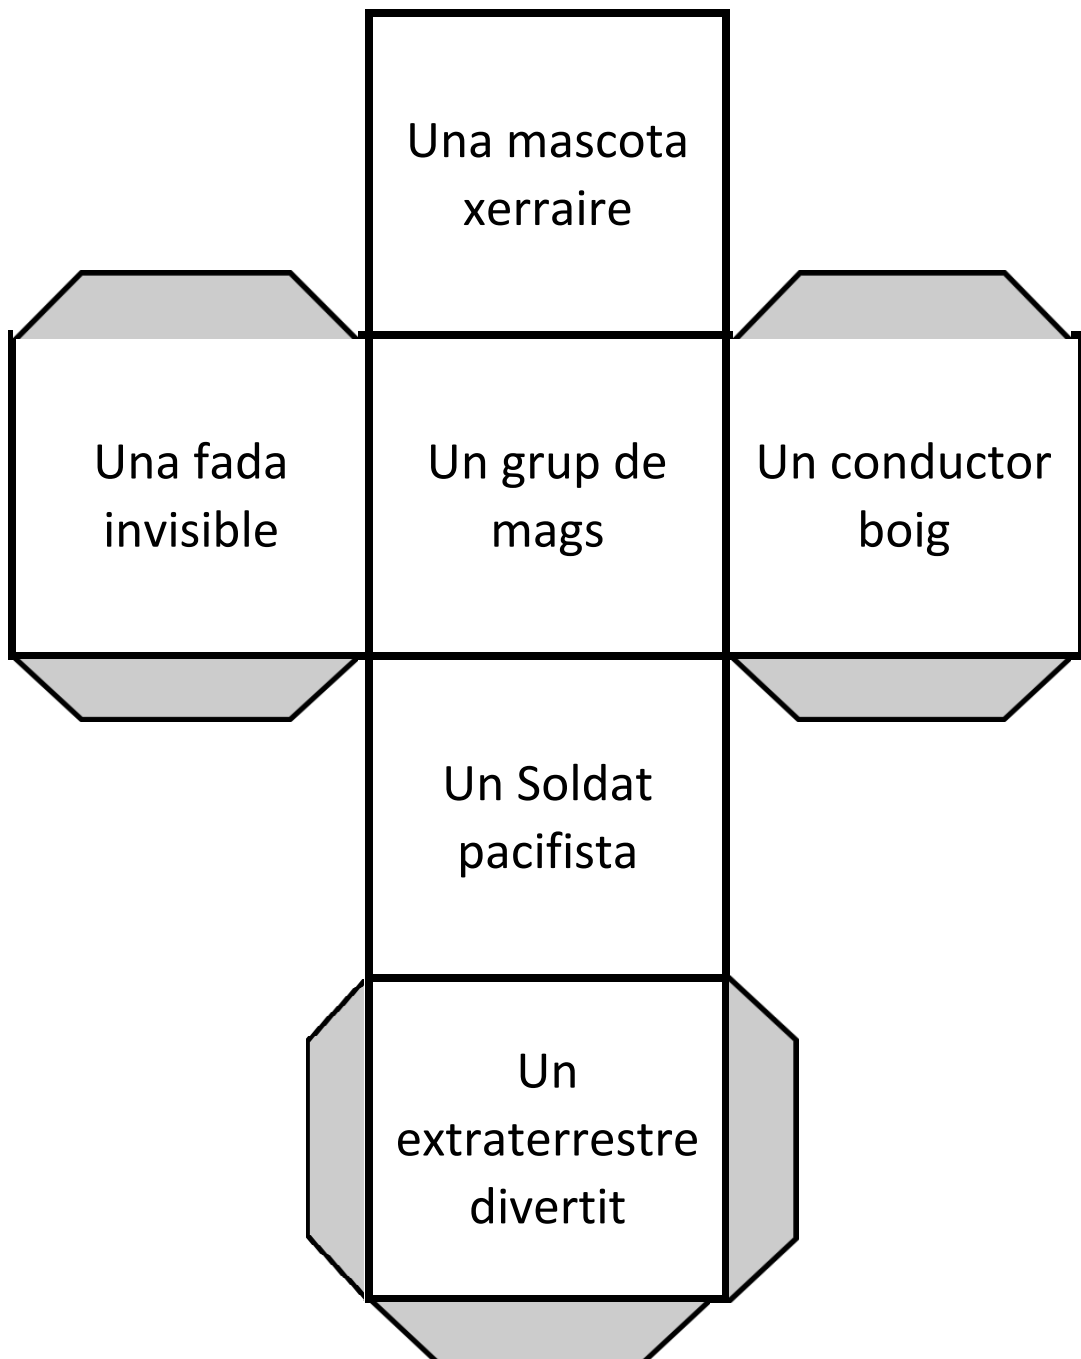 Una mascota
xerraire
Una fada
invisible
Un grup de
mags
Un conductor
boig
Un Soldat
pacifista
Un
extraterrestre
divertit